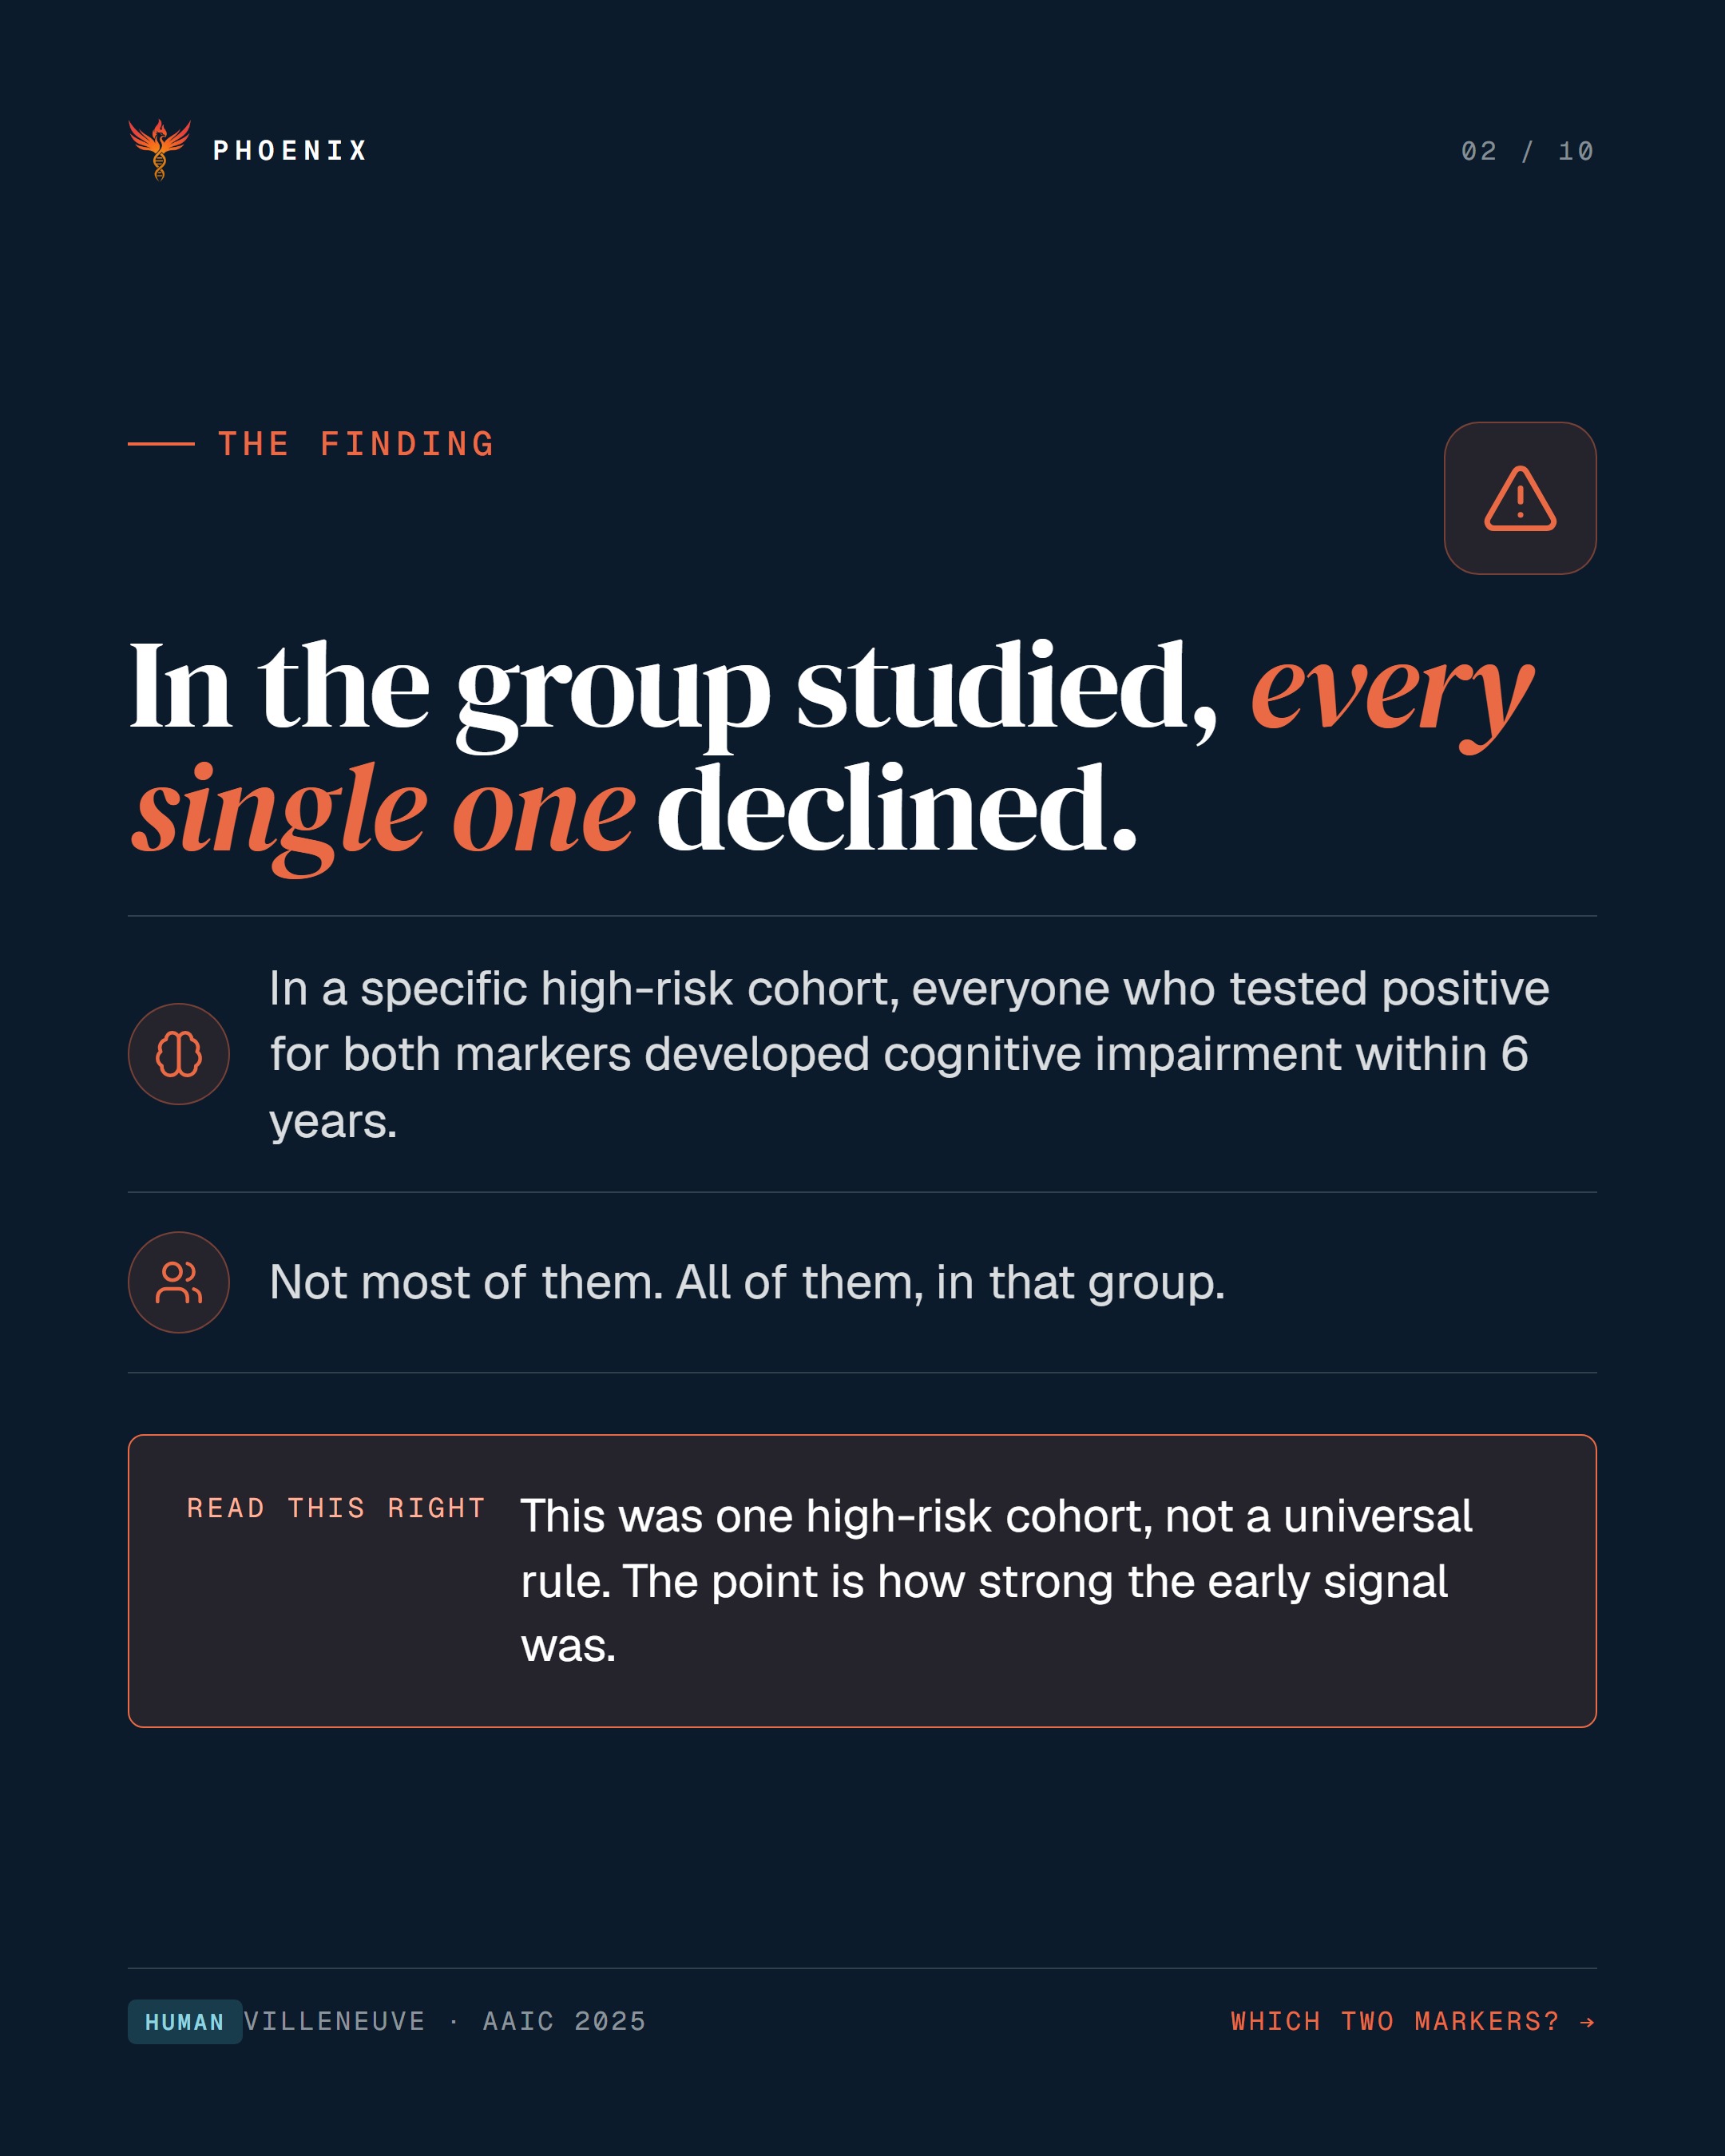 PHOENIX
02 / 10
THE FINDING
In the group studied, every
single one declined.
In a specific high-risk cohort, everyone who tested positive
for both markers developed cognitive impairment within 6
years.
Not most of them. All of them, in that group.
READ THIS RIGHT
This was one high-risk cohort, not a universal
rule. The point is how strong the early signal
was.
HUMAN
VILLENEUVE · AAIC 2025
WHICH TWO MARKERS? →